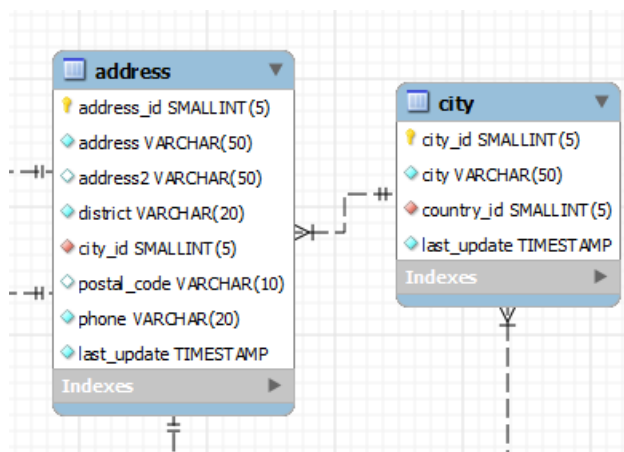 address
address_id SMALLINT(5)
address VARCHAR(50)
address2 VARCHAR(50)
district VARCHAR(20)
city_id SMALLINT(5)
postal_code VARCHAR(10)
phone VARCHAR(20)
last_update TIMESTAMP
Indexes
city
city_id SMALLINT(5)
city VARCHAR(50)
country_id SMALLINT(5)
last_update TIMESTAMP
Indexes